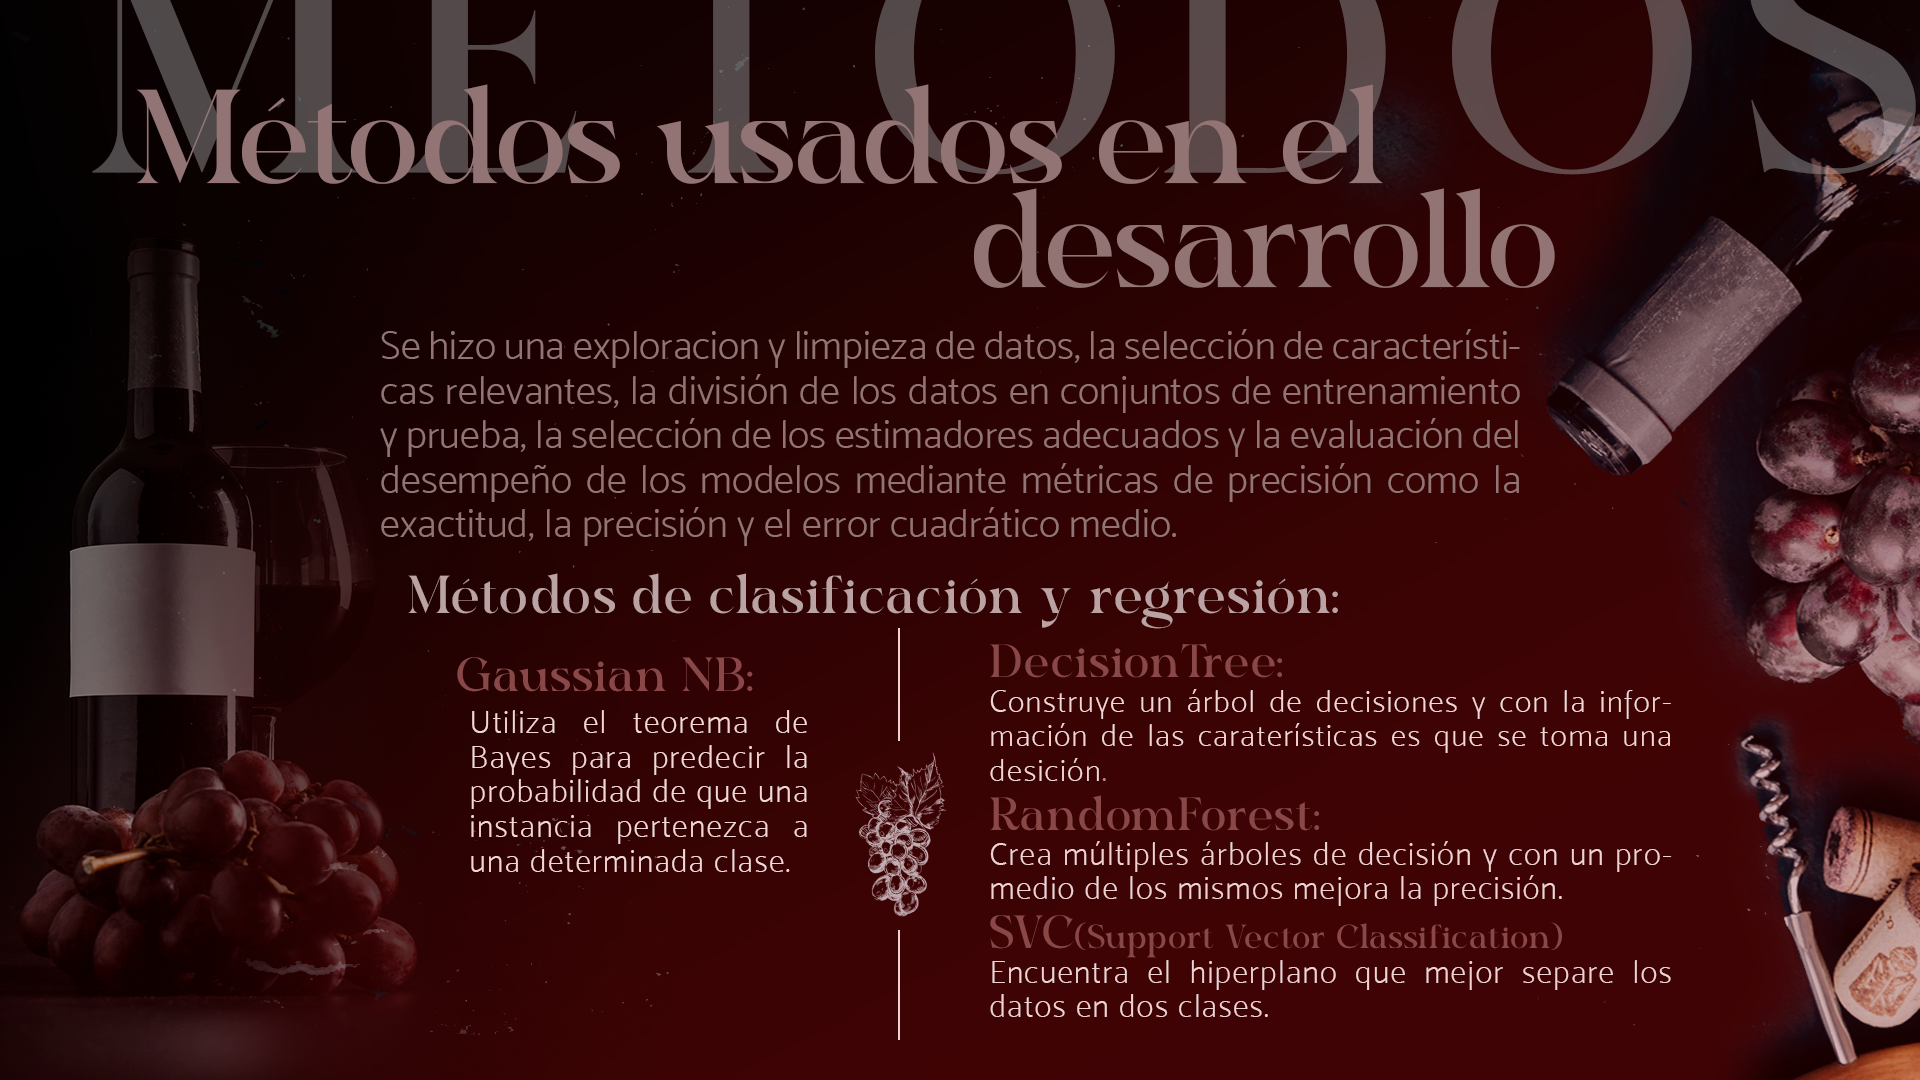 METODOS
Métodos usados en el
desarrollo
Se hizo una exploracion y limpieza de datos, la selección de característi-
cas relevantes, la división de los datos en conjuntos de entrenamiento
y prueba, la selección de los estimadores adecuados y la evaluación del
desempeño de los modelos mediante métricas de precisión como la
exactitud, la precisión y el error cuadrático medio.
Métodos de clasificación y regresión:
Gaussian NB:
Utiliza el teorema de
Bayes para predecir la
probabilidad de que una
instancia pertenezca a
una determinada clase.
DecisionTree:
Construye un árbol de decisiones y con la infor-
mación de las caraterísticas es que se toma una
desición.
RandomForest:
Crea múltiples árboles de decisión y con un pro-
medio de los mismos mejora la precisión.
SVC(Support Vector Classification)
Encuentra el hiperplano que mejor separe los
datos en dos clases.